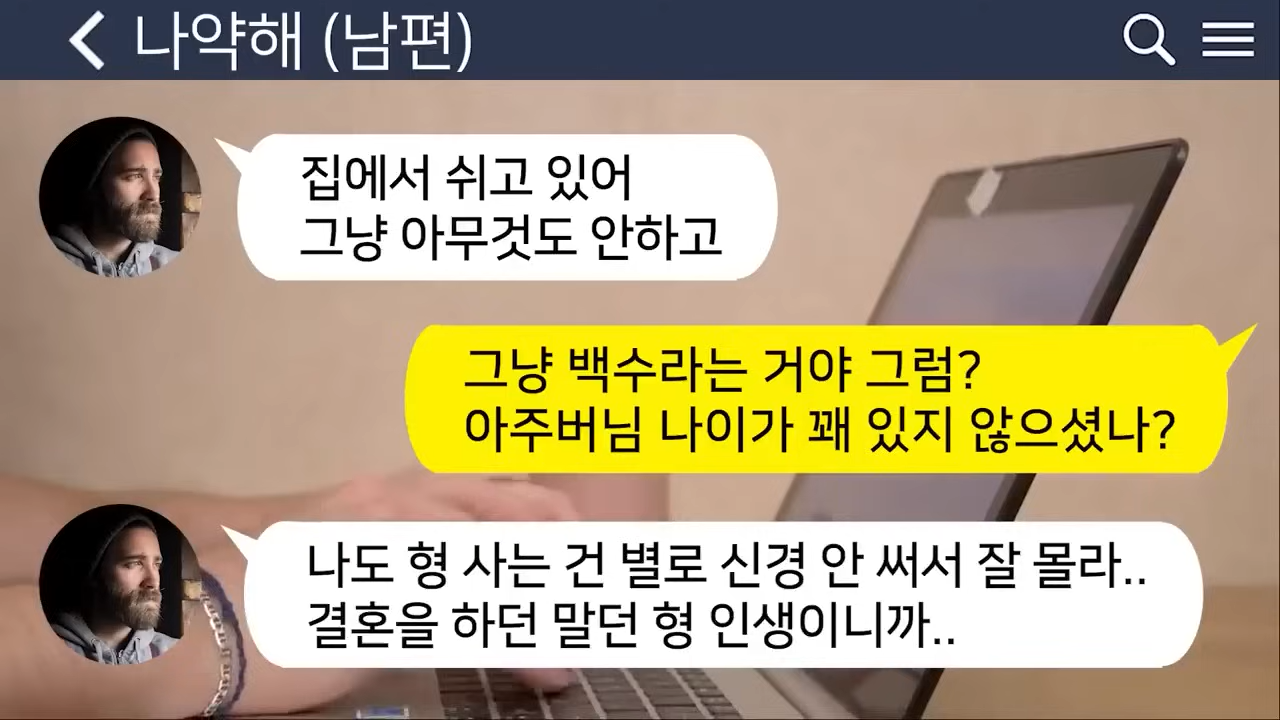 나약해 (남편)
집에서 쉬고 있어
그냥 아무것도 안하고
그냥 백수라는 거야 그럼?
아주버님 나이가 꽤 있지 않으셨나?
나도 형 사는 건 별로 신경 안 써서 잘 몰라..
결혼을 하던 말던 형 인생이니까..